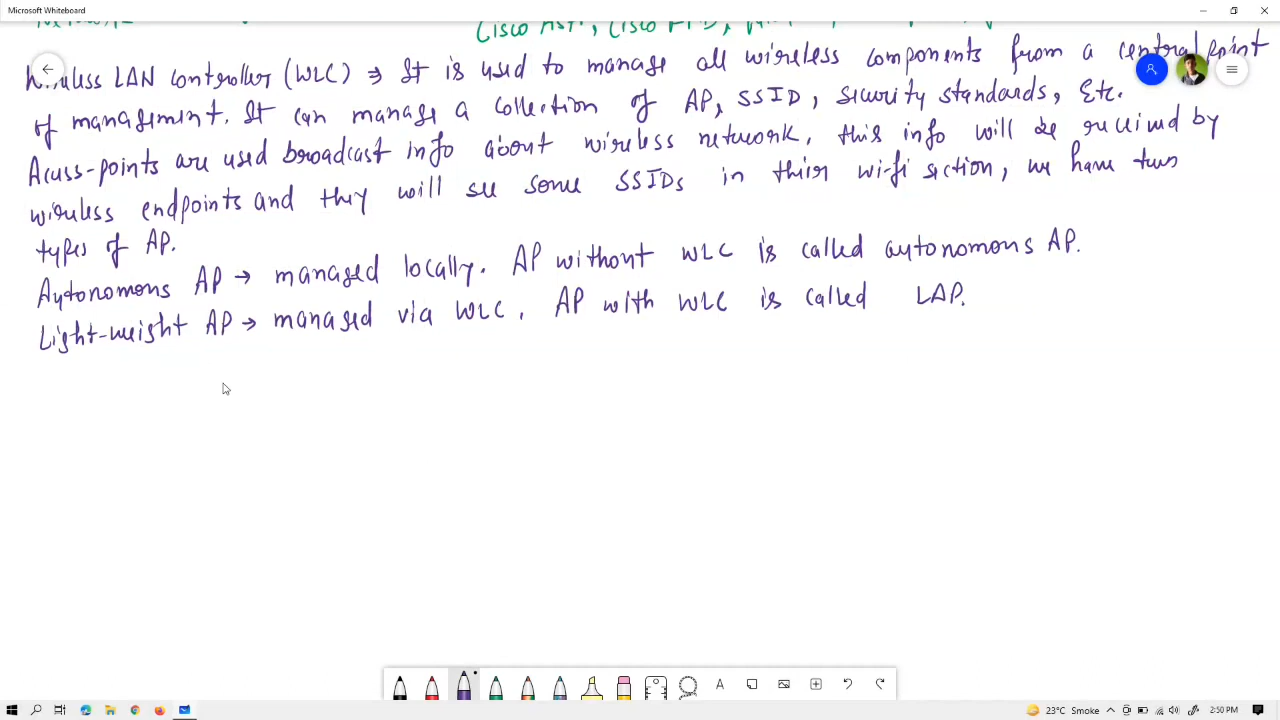 Microsoft Whiteboard
Cisco ASA, Cisco FTD,
Wireless LAN Controller (WLC) ⇒ It is used to manage all wireless components from a central point
of management. It can manage a collection of AP, SSID, security standards, Etc.
Access-points are used broadcast info about wireless network, this info will be received by
wireless endpoints and they will see some SSIDs in their wi-fi section, we have two
types of AP.
Autonomous AP → managed locally. AP without WLC is called autonomous AP.
Light-weight AP → managed via WLC. AP with WLC is called LAP.
A
23°C Smoke 2:50 PM